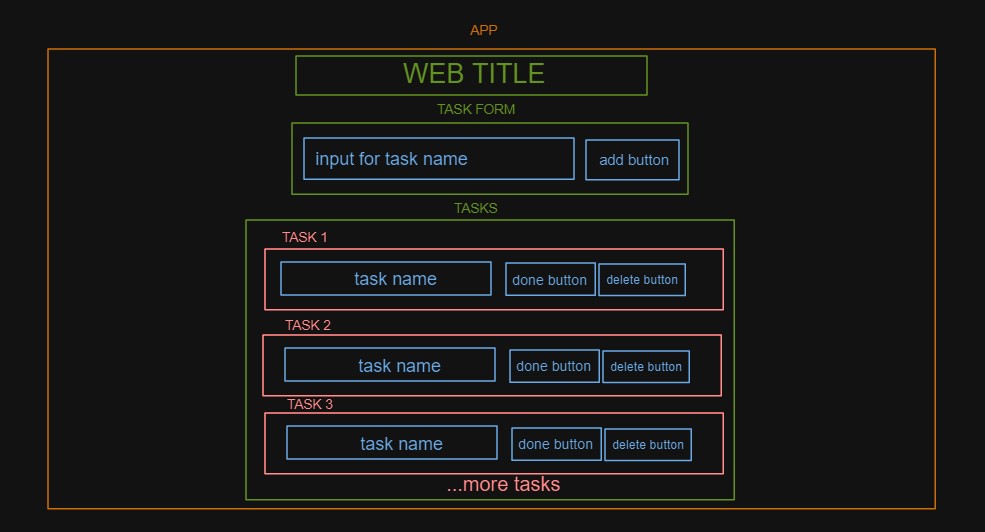 APP
WEB TITLE
TASK FORM
input for task name
add button
TASKS
TASK 1
task name
done button
delete button
TASK 2
task name
done button
delete button
TASK 3
task name
done button
delete button
...more tasks